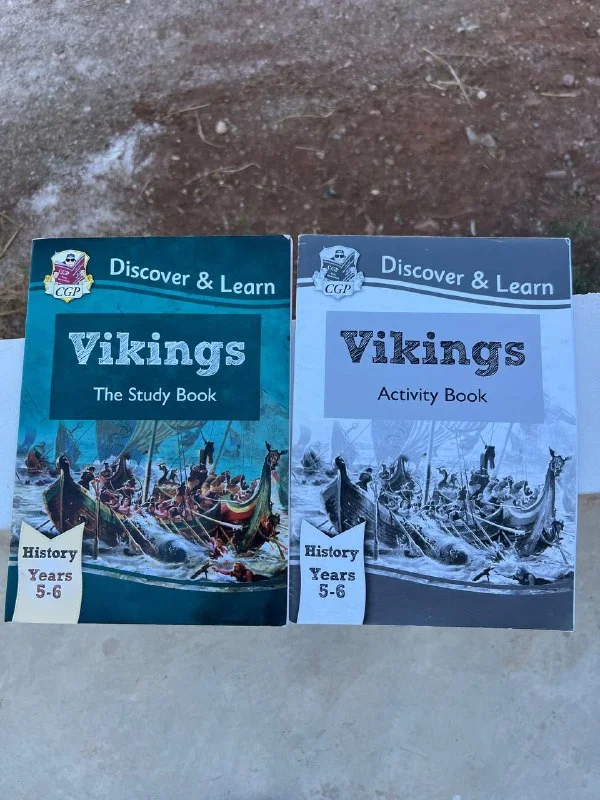 CGP
Discover & Learn
Vikings
The Study Book
History
Years
5-6
CGP
Discover & Learn
Vikings
Activity Book
History
Years
5-6